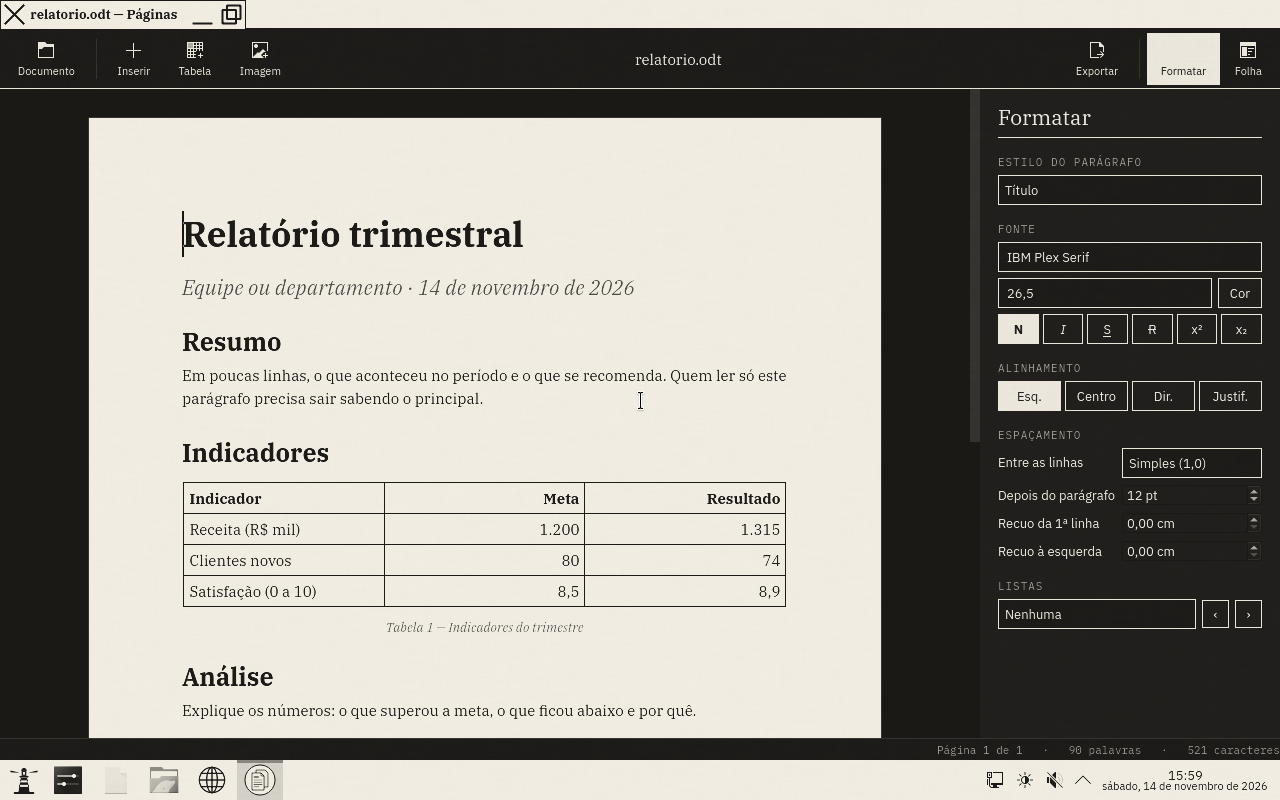 relatorio.odt — Páginas
Documento
Inserir
Tabela
Imagem
relatorio.odt
Exportar
Formatar
Folha
Relatório trimestral
Equipe ou departamento · 14 de novembro de 2026
Resumo
Em poucas linhas, o que aconteceu no período e o que se recomenda. Quem ler só este
parágrafo precisa sair sabendo o principal.
Indicadores
Indicador Meta Resultado
Receita (R$ mil) 1.200 1.315
Clientes novos 80 74
Satisfação (0 a 10) 8,5 8,9
Tabela 1 — Indicadores do trimestre
Análise
Explique os números: o que superou a meta, o que ficou abaixo e por quê.
Formatar
ESTILO DO PARÁGRAFO
Título
FONTE
IBM Plex Serif
26,5 Cor
N I S R x² x₂
ALINHAMENTO
Esq. Centro Dir. Justif.
ESPAÇAMENTO
Entre as linhas Simples (1,0)
Depois do parágrafo 12 pt
Recuo da 1ª linha 0,00 cm
Recuo à esquerda 0,00 cm
LISTAS
Nenhuma ‹ ›
Página 1 de 1 · 90 palavras · 521 caracteres
15:59
sábado, 14 de novembro de 2026